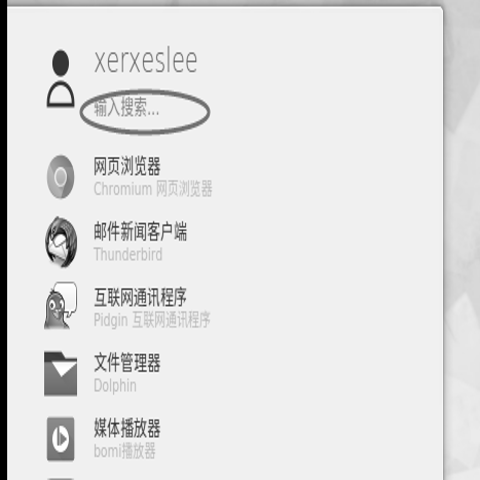 xerxeslee
输入搜索...
网页浏览器
Chromium 网页浏览器
邮件新闻客户端
Thunderbird
互联网通讯程序
Pidgin 互联网通讯程序
文件管理器
Dolphin
媒体播放器
bomi播放器